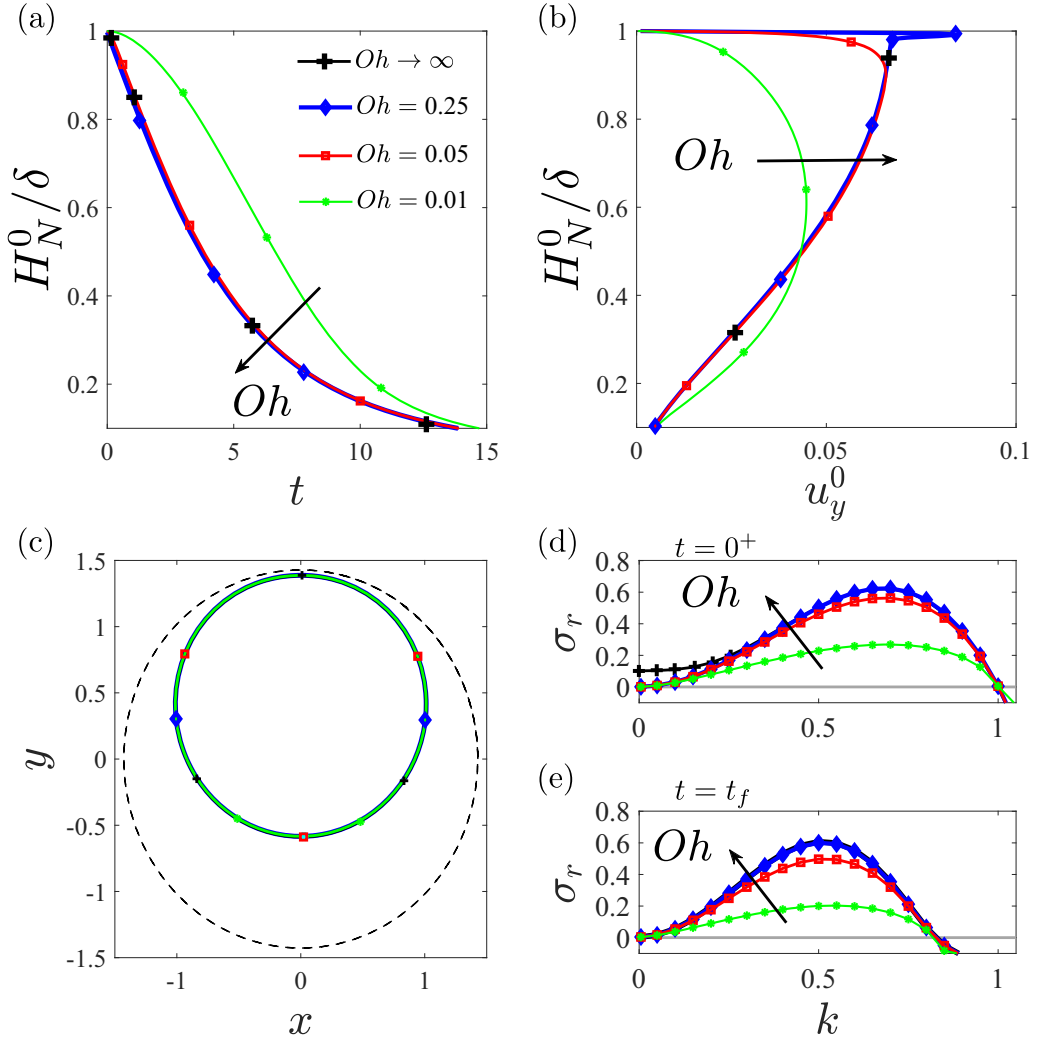 (a)
H_N^0/δ
1
0.8
0.6
0.4
0.2
0 5 10 15
t
Oh → ∞
Oh = 0.25
Oh = 0.05
Oh = 0.01
Oh
(b)
H_N^0/δ
1
0.8
0.6
0.4
0.2
0 0.05 0.1
u_y^0
Oh
(c)
y
1.5
1
0.5
0
-0.5
-1
-1.5
-1 0 1
x
(d)
t = 0^+
σ_r
0.8
0.6
0.4
0.2
0
0 0.5 1
Oh
(e)
t = t_f
σ_r
0.8
0.6
0.4
0.2
0
0 0.5 1
k
Oh